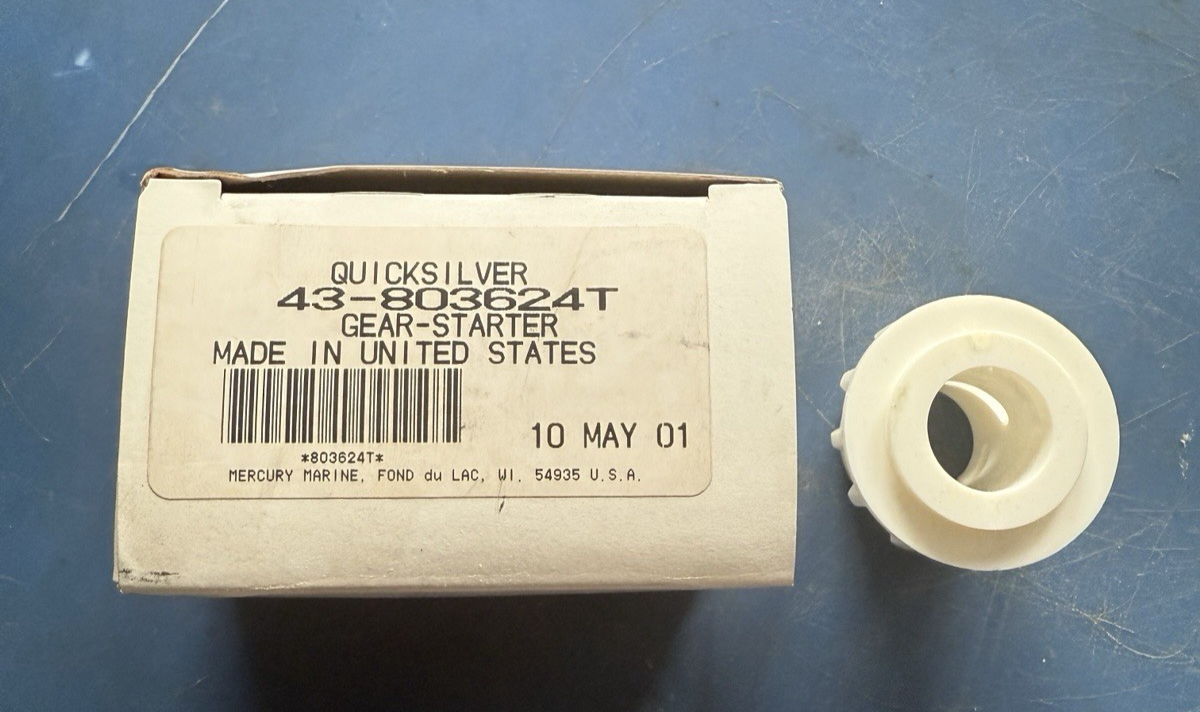 QUICKSILVER
43-803624T
GEAR-STARTER
MADE IN UNITED STATES
10 MAY 01
*803624T*
MERCURY MARINE, FOND du LAC, WI. 54935 U.S.A.